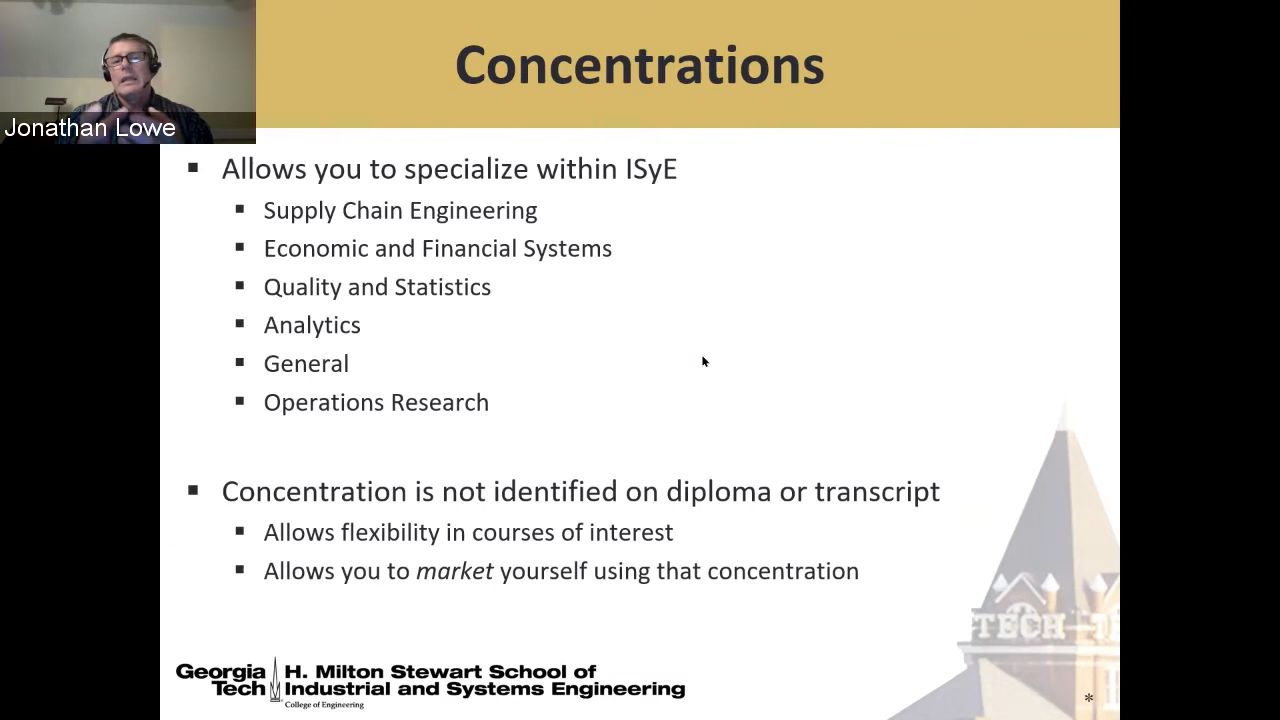 Concentrations
Jonathan Lowe
▪ Allows you to specialize within ISyE
▪ Supply Chain Engineering
▪ Economic and Financial Systems
▪ Quality and Statistics
▪ Analytics
▪ General
▪ Operations Research
▪ Concentration is not identified on diploma or transcript
▪ Allows flexibility in courses of interest
▪ Allows you to market yourself using that concentration
TECH
Georgia Tech
H. Milton Stewart School of
Industrial and Systems Engineering
College of Engineering
*